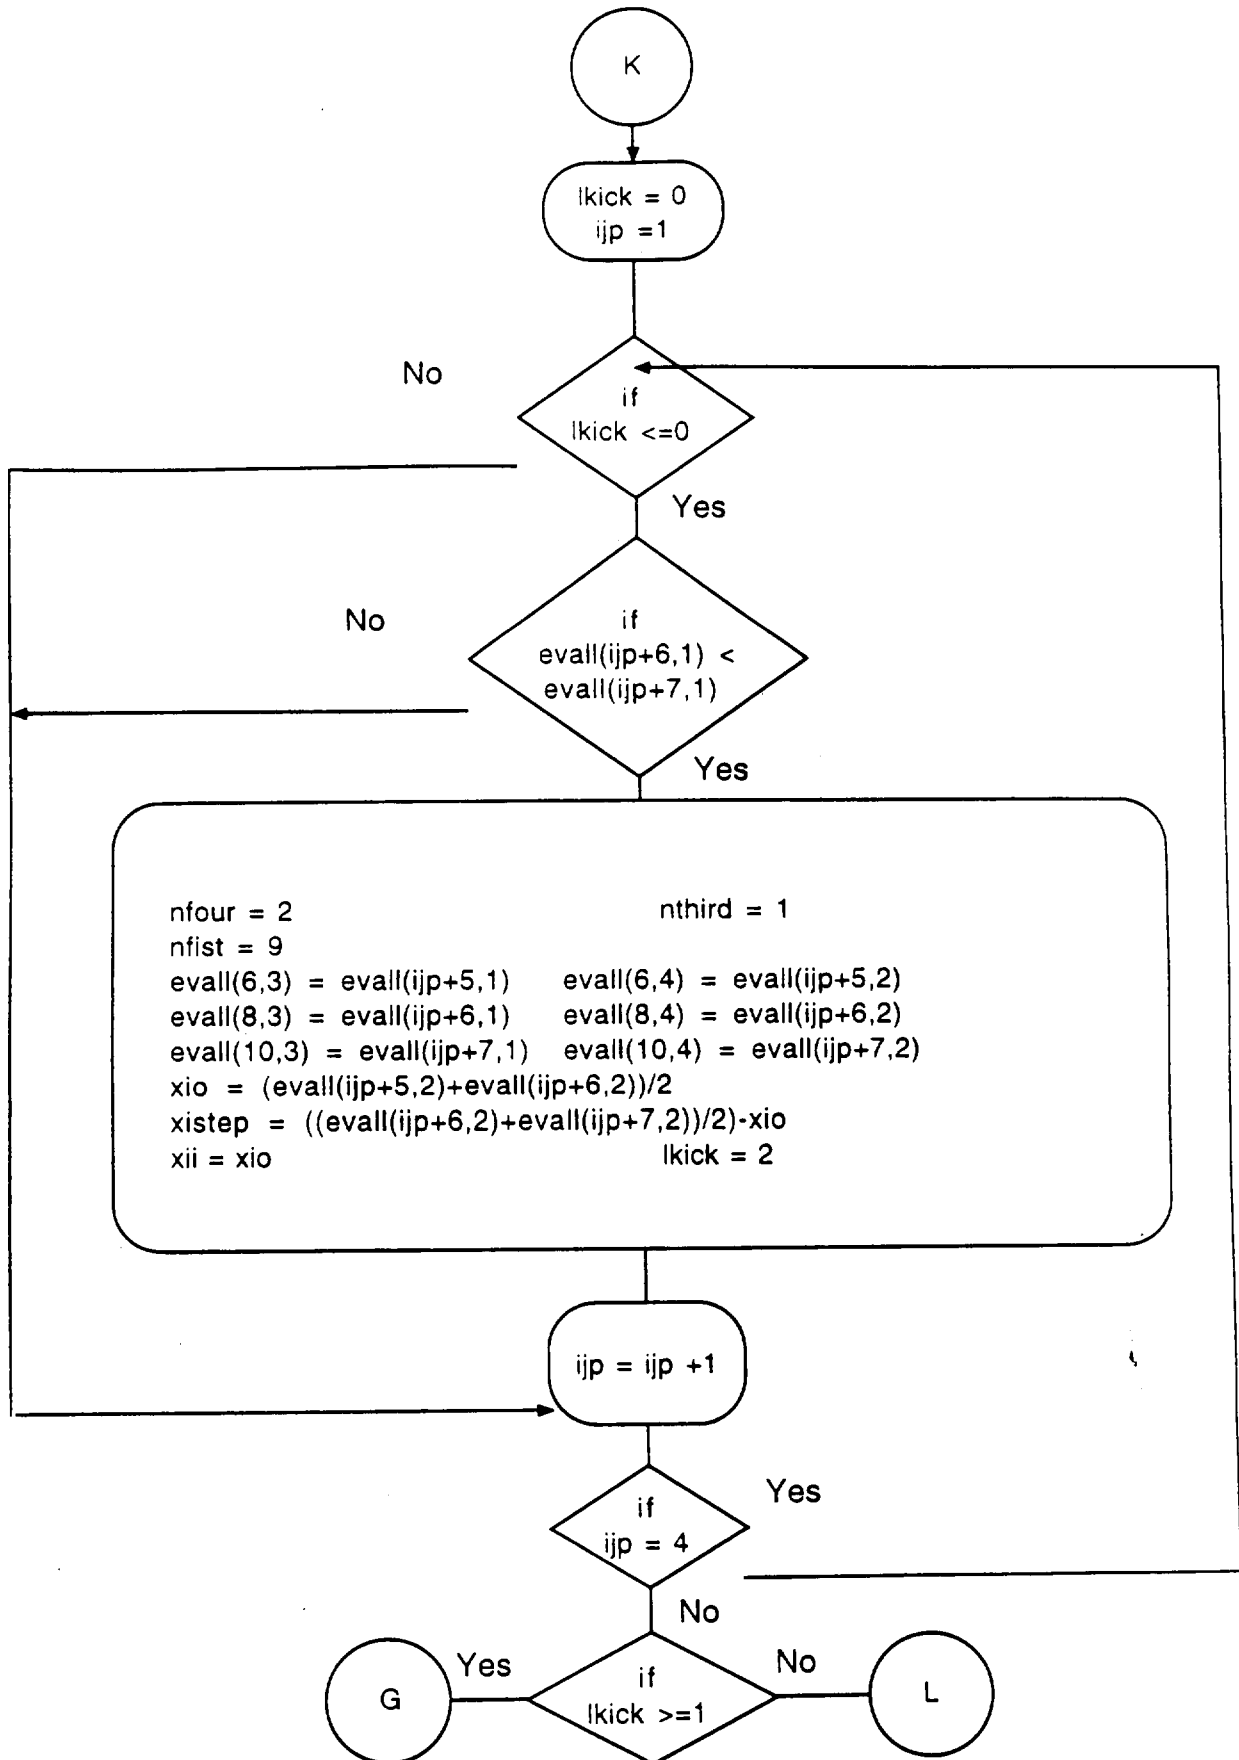 K
lkick = 0
ijp =1
No
if
lkick <=0
Yes
No
if
evall(ijp+6,1) <
evall(ijp+7,1)
Yes
nfour = 2 nthird = 1
nfist = 9
evall(6,3) = evall(ijp+5,1) evall(6,4) = evall(ijp+5,2)
evall(8,3) = evall(ijp+6,1) evall(8,4) = evall(ijp+6,2)
evall(10,3) = evall(ijp+7,1) evall(10,4) = evall(ijp+7,2)
xio = (evall(ijp+5,2)+evall(ijp+6,2))/2
xistep = ((evall(ijp+6,2)+evall(ijp+7,2))/2)-xio
xii = xio lkick = 2
ijp = ijp +1
Yes
if
ijp = 4
No
Yes
No
G
if
lkick >=1
L